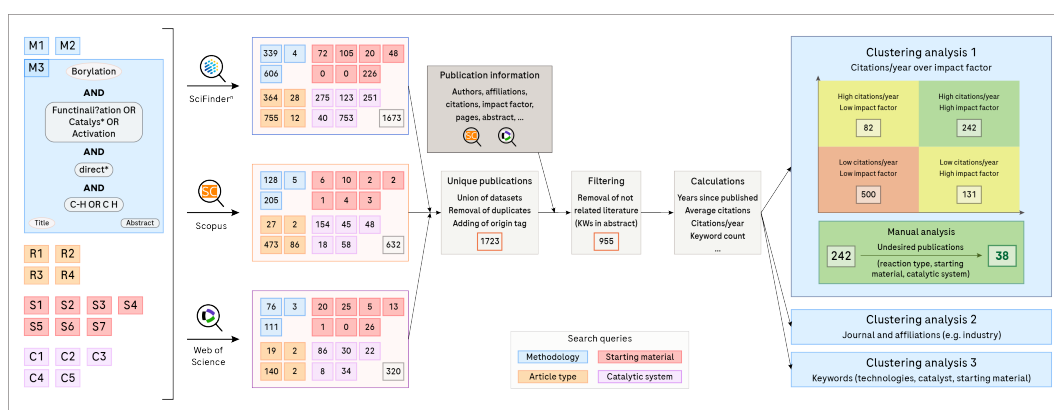 M1 M2
M3
Borylation
AND
Functinali?ation OR
Catalys* OR
Activation
AND
direct*
AND
C-H OR C H
Title Abstract
R1 R2
R3 R4
S1 S2 S3 S4
S5 S6 S7
C1 C2 C3
C4 C5
SciFinderⁿ
339 4 72 105 20 48
606 0 0 226
364 28 275 123 251
755 12 40 753 1673
SC
Scopus
128 5 6 10 2 2
205 1 4 3
27 2 154 45 48
473 86 18 58 632
Web of
Science
76 3 20 25 5 13
111 1 0 26
19 2 86 30 22
140 2 8 34 320
Publication information
Authors, affiliations,
citations, impact factor,
pages, abstract, ...
SC
Unique publications
Union of datasets
Removal of duplicates
Adding of origin tag
1723
Filtering
Removal of not
related literature
(KWs in abstract)
955
Calculations
Years since published
Average citations
Citations/year
Keyword count
...
Search queries
Methodology Starting material
Article type Catalytic system
Clustering analysis 1
Citations/year over impact factor
High citations/year
Low impact factor
82
High citations/year
High impact factor
242
Low citations/year
Low impact factor
500
Low citations/year
High impact factor
131
Manual analysis
242 Undesired publications 38
(reaction type, starting
material, catalytic system)
Clustering analysis 2
Journal and affiliations (e.g. industry)
Clustering analysis 3
Keywords (technologies, catalyst, starting material)